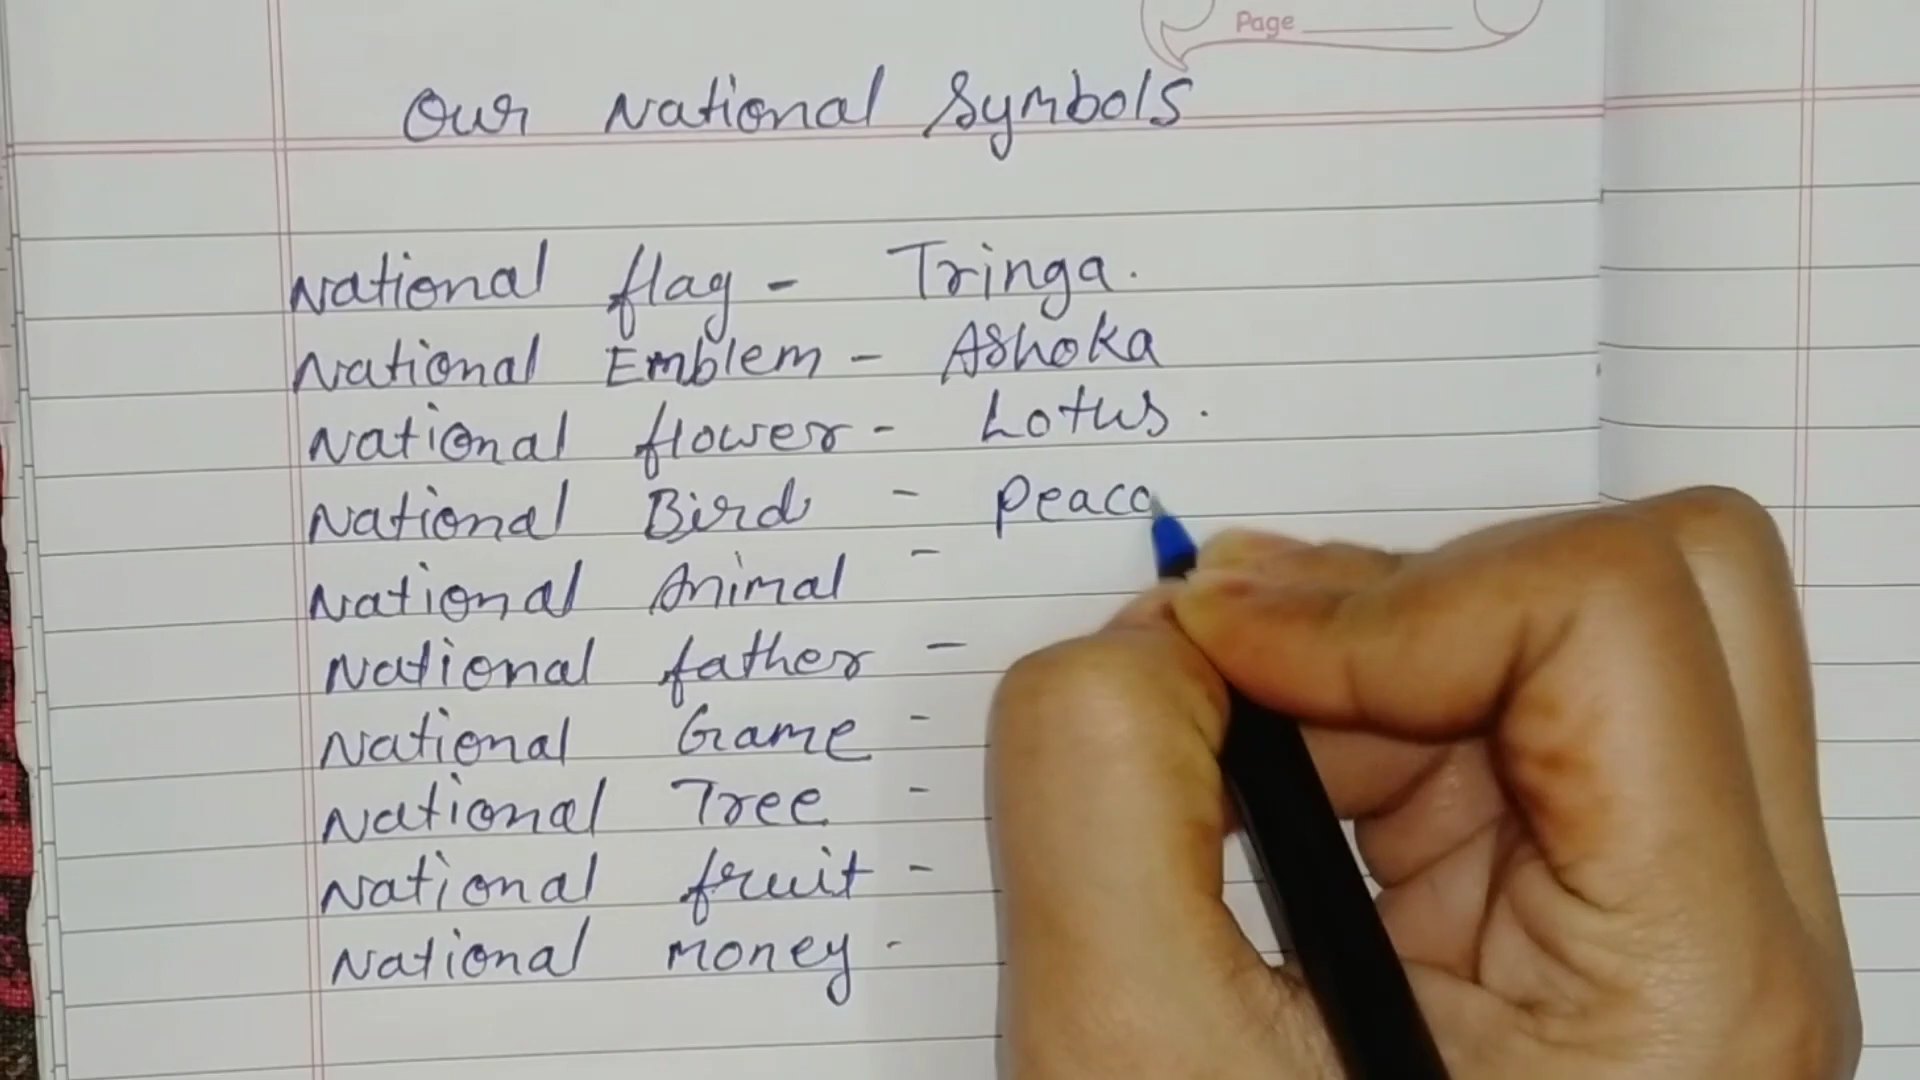 Page
Our National Symbols
National flag - Tringa.
National Emblem - Ashoka
National flower - Lotus.
National Bird - Peaco
National Animal -
National father -
National Game -
National Tree -
National fruit -
National money -